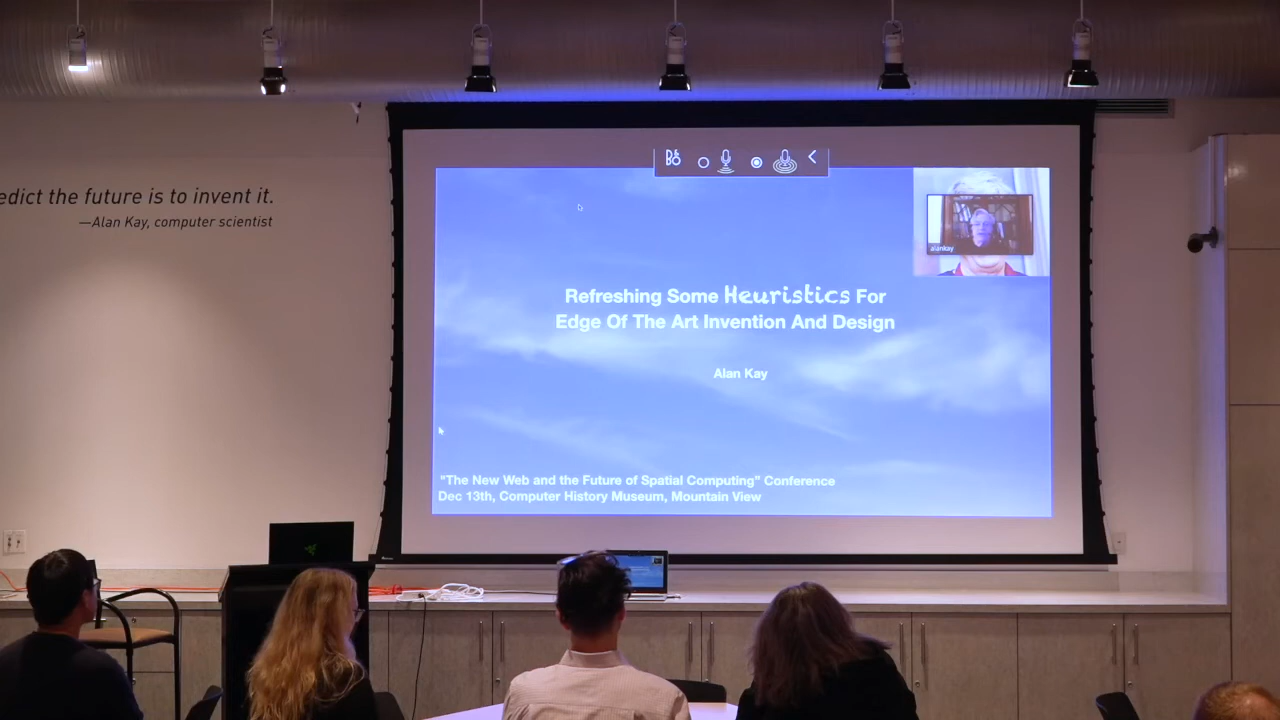 edict the future is to invent it.
—Alan Kay, computer scientist
B&O
alankay
Refreshing Some Heuristics For
Edge Of The Art Invention And Design
Alan Kay
"The New Web and the Future of Spatial Computing" Conference
Dec 13th, Computer History Museum, Mountain View